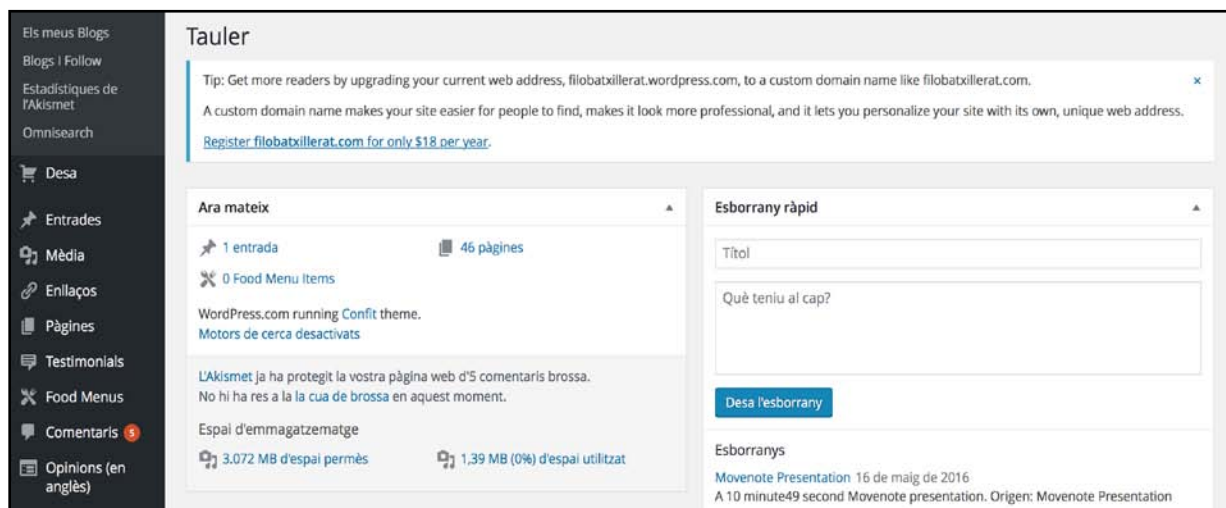 Els meus Blogs
Blogs I Follow
Estadístiques de
l'Akismet
Omnisearch
Desa
Entrades
Mèdia
Enllaços
Pàgines
Testimonials
Food Menus
Comentaris 5
Opinions (en
anglès)
Tauler
Tip: Get more readers by upgrading your current web address, filobatxillerat.wordpress.com, to a custom domain name like filobatxillerat.com.
A custom domain name makes your site easier for people to find, makes it look more professional, and it lets you personalize your site with its own, unique web address.
Register filobatxillerat.com for only $18 per year.
Ara mateix
1 entrada
46 pàgines
0 Food Menu Items
WordPress.com running Confit theme.
Motors de cerca desactivats
L'Akismet ja ha protegit la vostra pàgina web d'5 comentaris brossa.
No hi ha res a la la cua de brossa en aquest moment.
Espai d'emmagatzematge
3.072 MB d'espai permès
1,39 MB (0%) d'espai utilitzat
Esborrany ràpid
Títol
Què teniu al cap?
Desa l'esborrany
Esborranys
Movenote Presentation 16 de maig de 2016
A 10 minute49 second Movenote presentation. Origen: Movenote Presentation